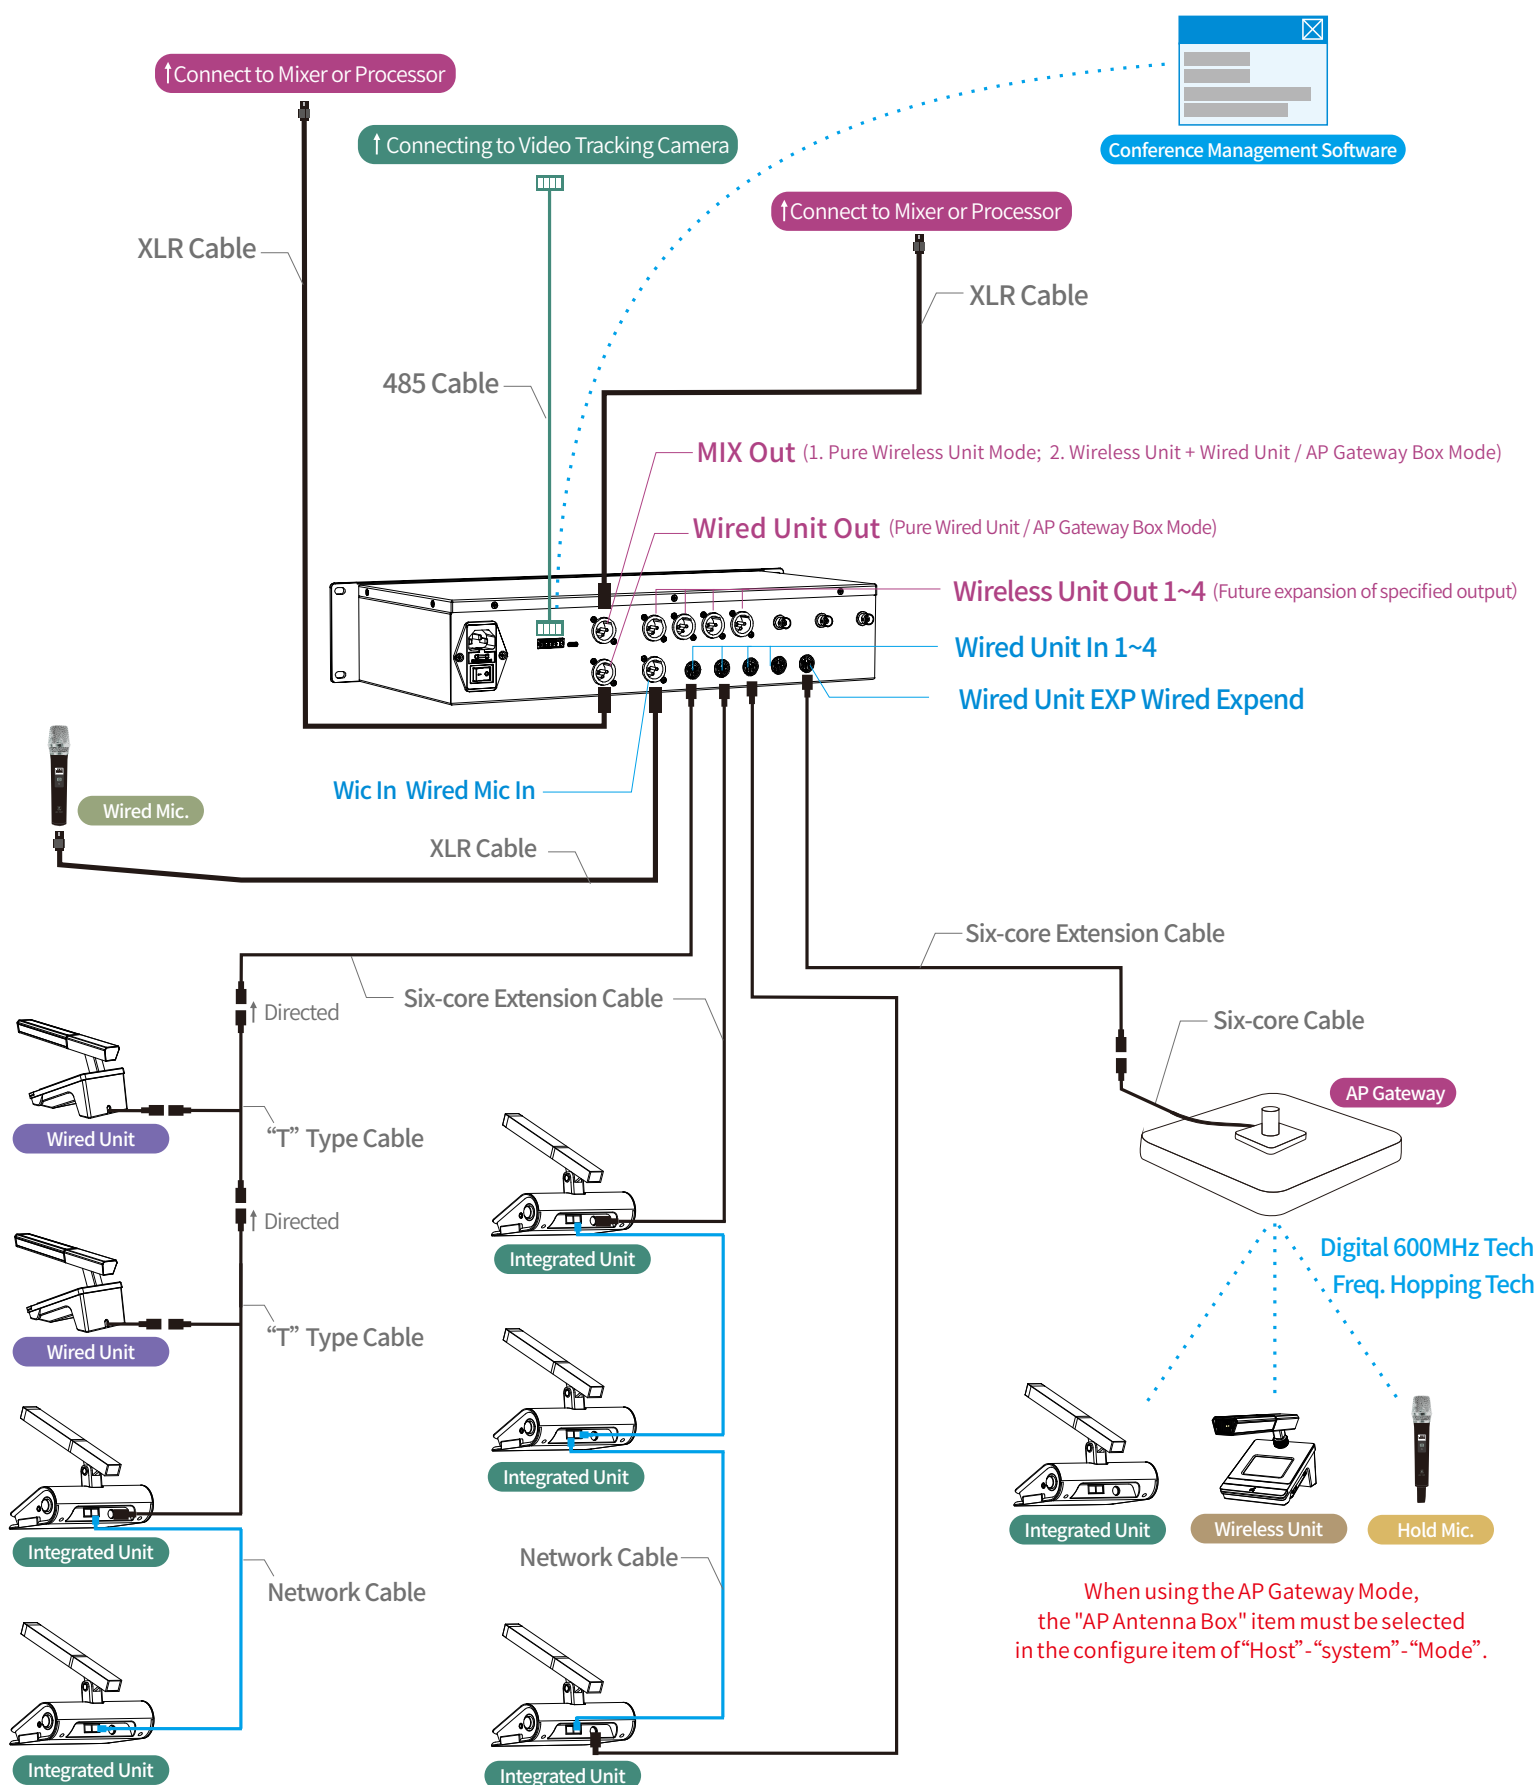 ↑Connect to Mixer or Processor
↑ Connecting to Video Tracking Camera
Conference Management Software
↑Connect to Mixer or Processor
XLR Cable
XLR Cable
485 Cable
MIX Out (1. Pure Wireless Unit Mode; 2. Wireless Unit + Wired Unit / AP Gateway Box Mode)
Wired Unit Out (Pure Wired Unit / AP Gateway Box Mode)
Wireless Unit Out 1~4 (Future expansion of specified output)
Wired Unit In 1~4
Wired Unit EXP Wired Expend
Wic In Wired Mic In
Wired Mic.
XLR Cable
Six-core Extension Cable
Six-core Extension Cable
↑ Directed
Six-core Cable
AP Gateway
Wired Unit
“T” Type Cable
↑ Directed
Integrated Unit
Digital 600MHz Tech
Freq. Hopping Tech
Wired Unit
“T” Type Cable
Integrated Unit
Integrated Unit
Wireless Unit
Hold Mic.
Integrated Unit
Network Cable
Network Cable
When using the AP Gateway Mode,
the "AP Antenna Box" item must be selected
in the configure item of“Host”-“system”-“Mode”.
Integrated Unit
Integrated Unit